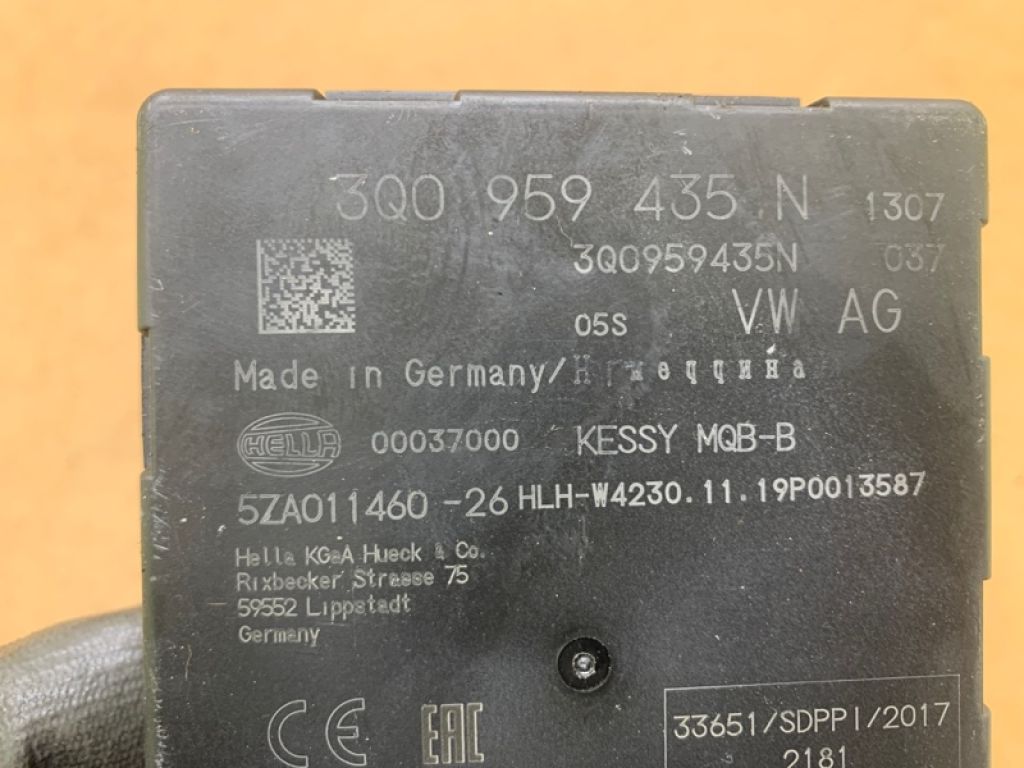 3Q0 959 435 N 1307
3Q0959435N 037
05S VW AG
Made in Germany/
HELLA 00037000 KESSY MQB-B
5ZA011460-26 HLH-W4230.11.19P0013587
Hella KGaA Hueck & Co.
Rixbecker Strasse 75
59552 Lippstadt
Germany
CE EAC
33651/SDPPI/2017
2181